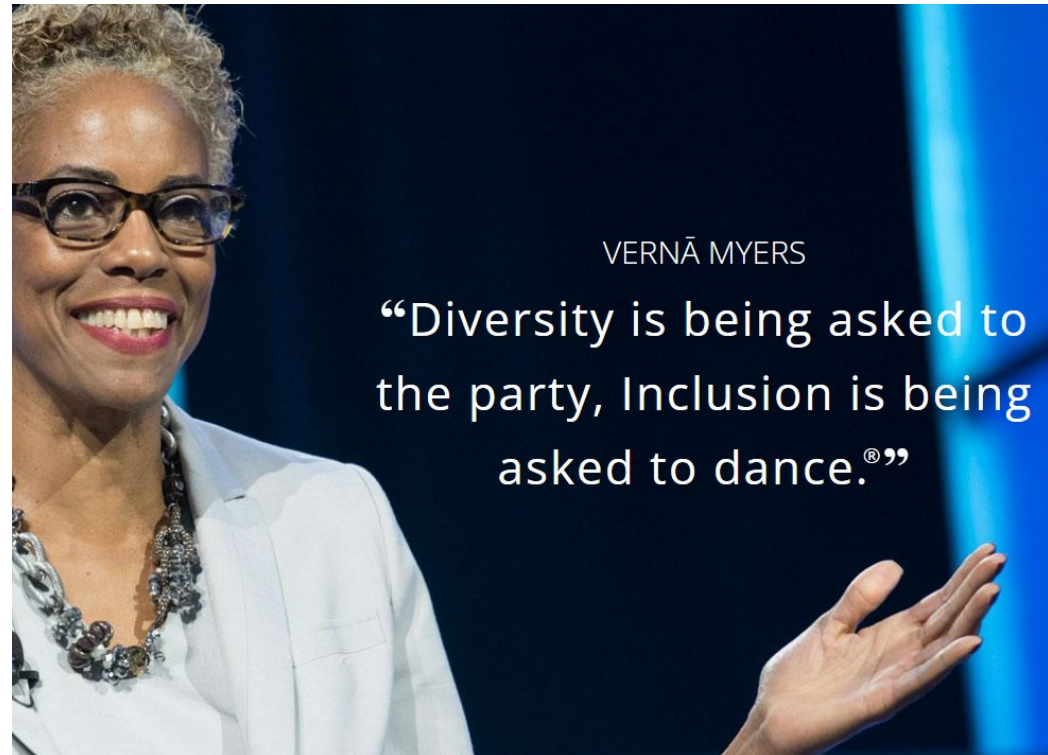 VERNĀ MYERS
“Diversity is being asked to
the party, Inclusion is being
asked to dance.®”